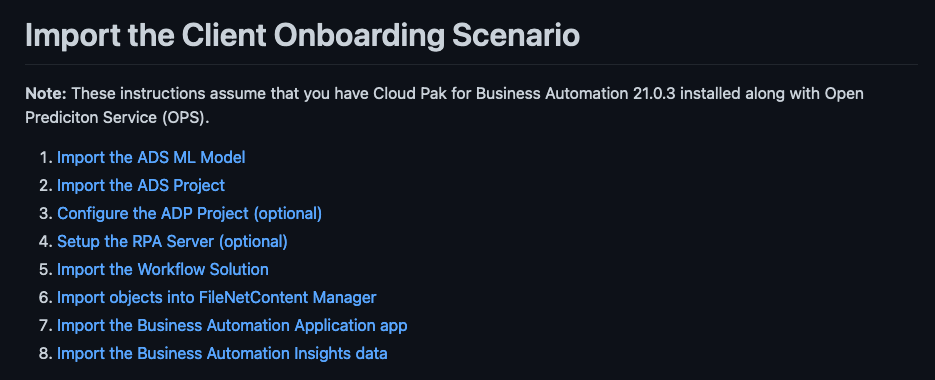 Import the Client Onboarding Scenario
Note: These instructions assume that you have Cloud Pak for Business Automation 21.0.3 installed along with Open
Prediciton Service (OPS).
1. Import the ADS ML Model
2. Import the ADS Project
3. Configure the ADP Project (optional)
4. Setup the RPA Server (optional)
5. Import the Workflow Solution
6. Import objects into FileNetContent Manager
7. Import the Business Automation Application app
8. Import the Business Automation Insights data